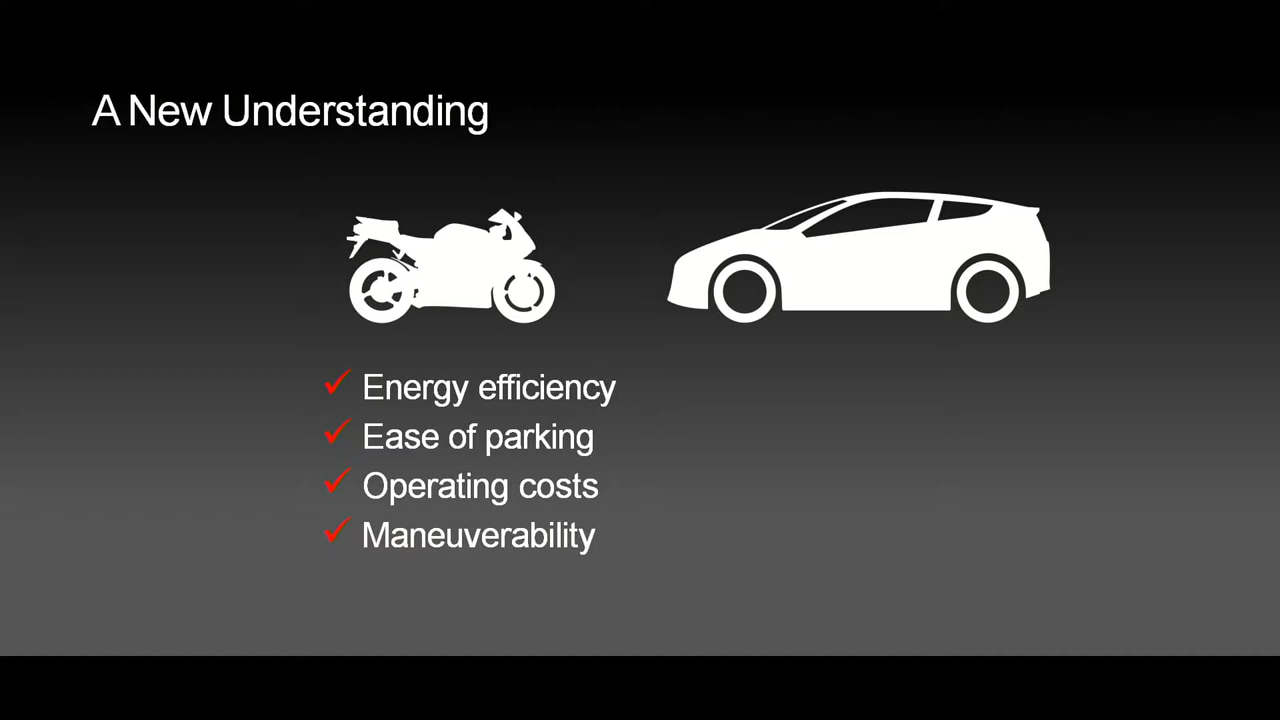 A New Understanding
Energy efficiency
Ease of parking
Operating costs
Maneuverability